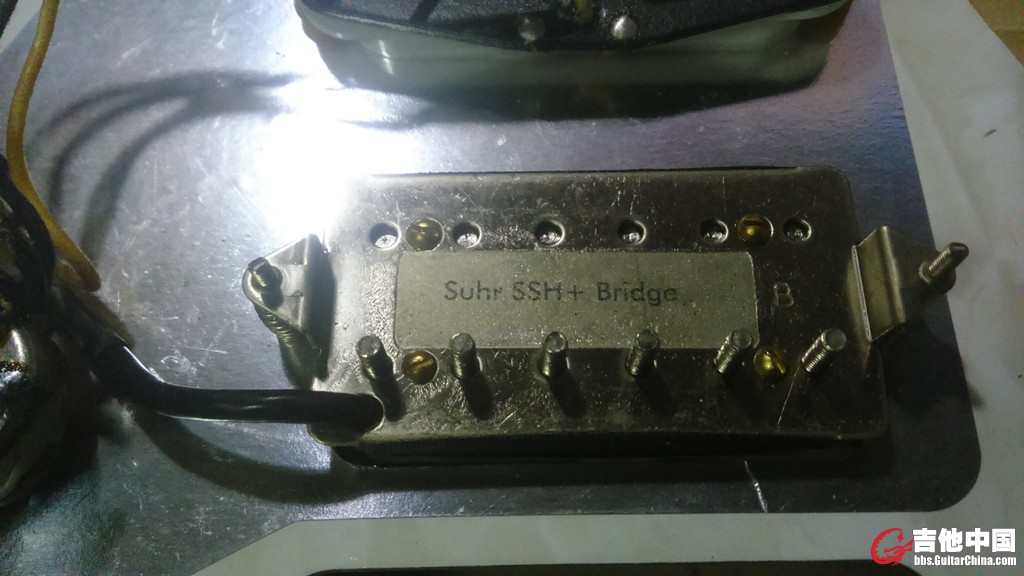 Suhr SSH+ Bridge
B
吉他中国
bbs.GuitarChina.com